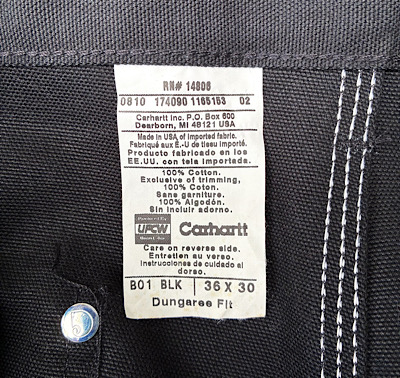 RN# 14806
0810 174090 1165153 02
Carhartt Inc. P.O. Box 600
Dearborn, MI 48121 USA
Made in USA of imported fabric.
Fabriqué aux É.-U de tissu importé.
Producto fabricado en los
EE.UU. con tela importada.
100% Cotton.
Exclusive of trimming,
100% Coton.
Sans garniture.
100% Algodón.
Sin incluir adorno.
UFCW
Carhartt
Care on reverse side.
Entretien au verso.
Instrucciones de cuidado al
dorso.
B01 BLK 36 X 30
Dungaree Fit